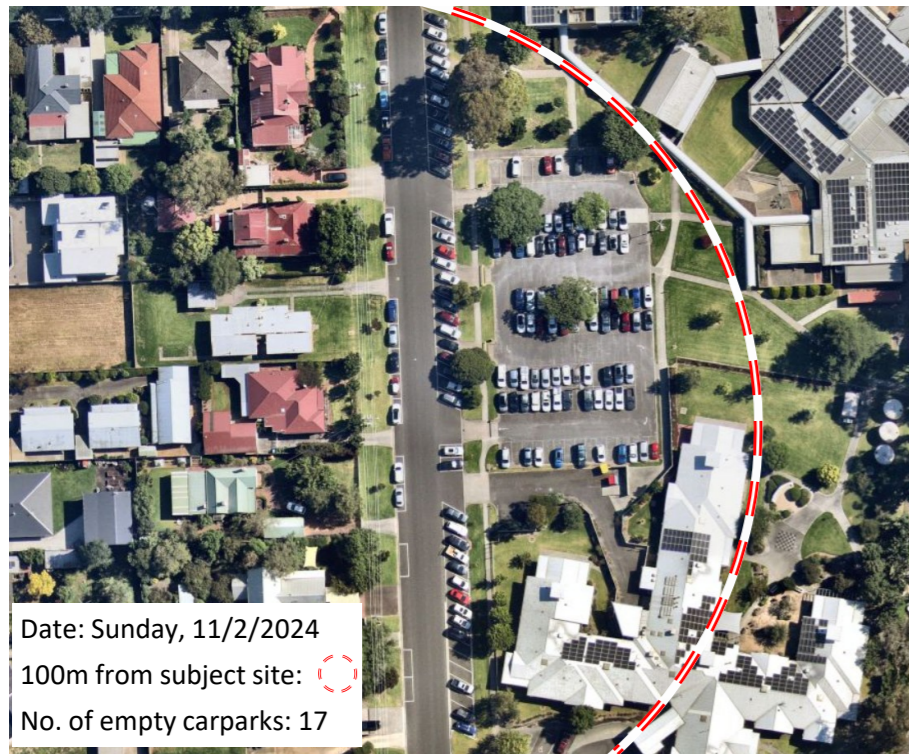 Date: Sunday, 11/2/2024
100m from subject site:
No. of empty carparks: 17